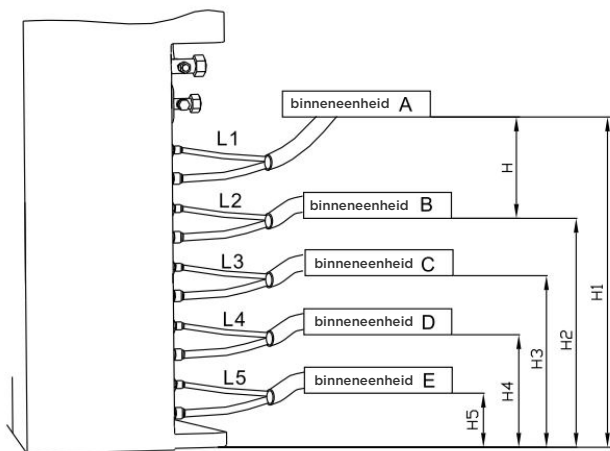 binneneenheid A
L1
H
L2
binneneenheid B
L3
binneneenheid C
L4
binneneenheid D
L5
binneneenheid E
H5
H4
H3
H2
H1